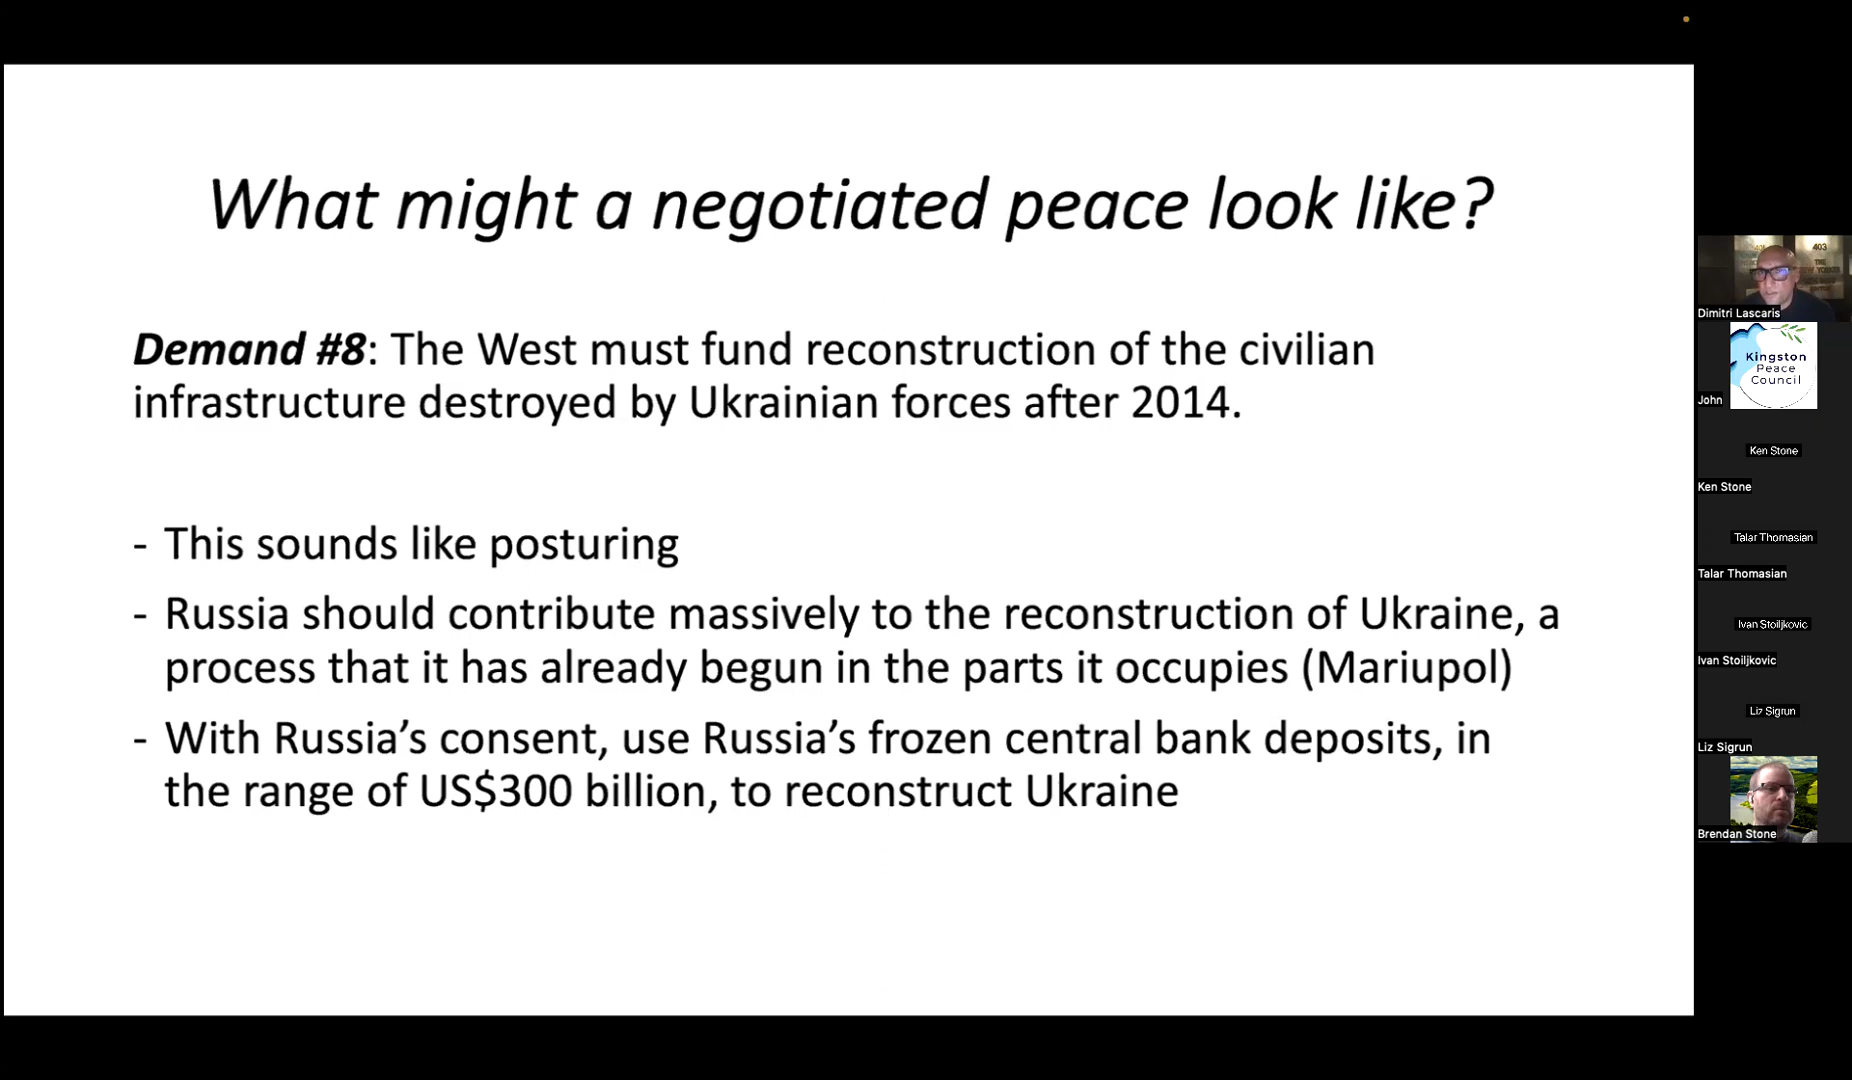 What might a negotiated peace look like?
Demand #8: The West must fund reconstruction of the civilian
infrastructure destroyed by Ukrainian forces after 2014.
- This sounds like posturing
- Russia should contribute massively to the reconstruction of Ukraine, a
process that it has already begun in the parts it occupies (Mariupol)
- With Russia’s consent, use Russia’s frozen central bank deposits, in
the range of US$300 billion, to reconstruct Ukraine
403
THE
Dimitri Lascaris
Kingston
Peace
Council
John
Ken Stone
Ken Stone
Talar Thomasian
Talar Thomasian
Ivan Stoiljkovic
Ivan Stoiljkovic
Liz Sigrun
Liz Sigrun
Brendan Stone